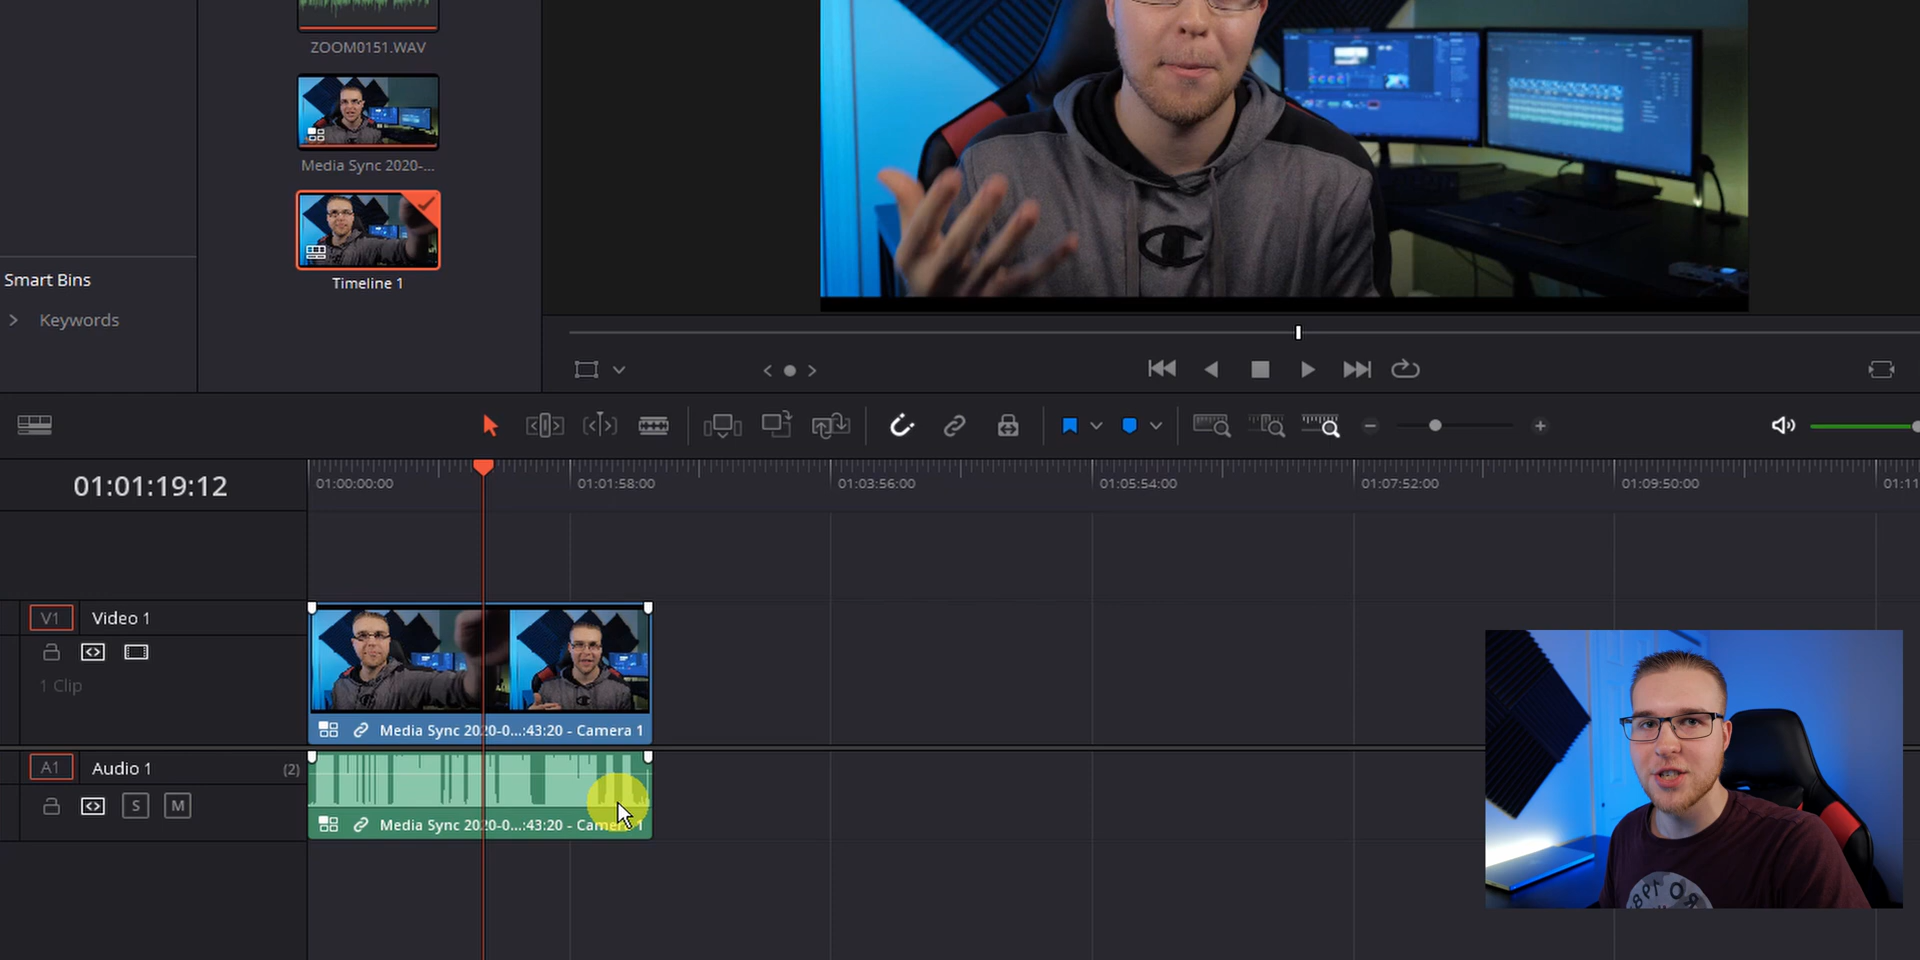 ZOOM0151.WAV
Media Sync 2020-...
Timeline 1
Smart Bins
Keywords
01:01:19:12
01:00:00:00
01:01:58:00
01:03:56:00
01:05:54:00
01:07:52:00
01:09:50:00
01:11
V1 Video 1
1 Clip
Media Sync 2020-0...:43:20 - Camera 1
A1 Audio 1 (2)
S M
Media Sync 2020-0...:43:20 - Camera 1